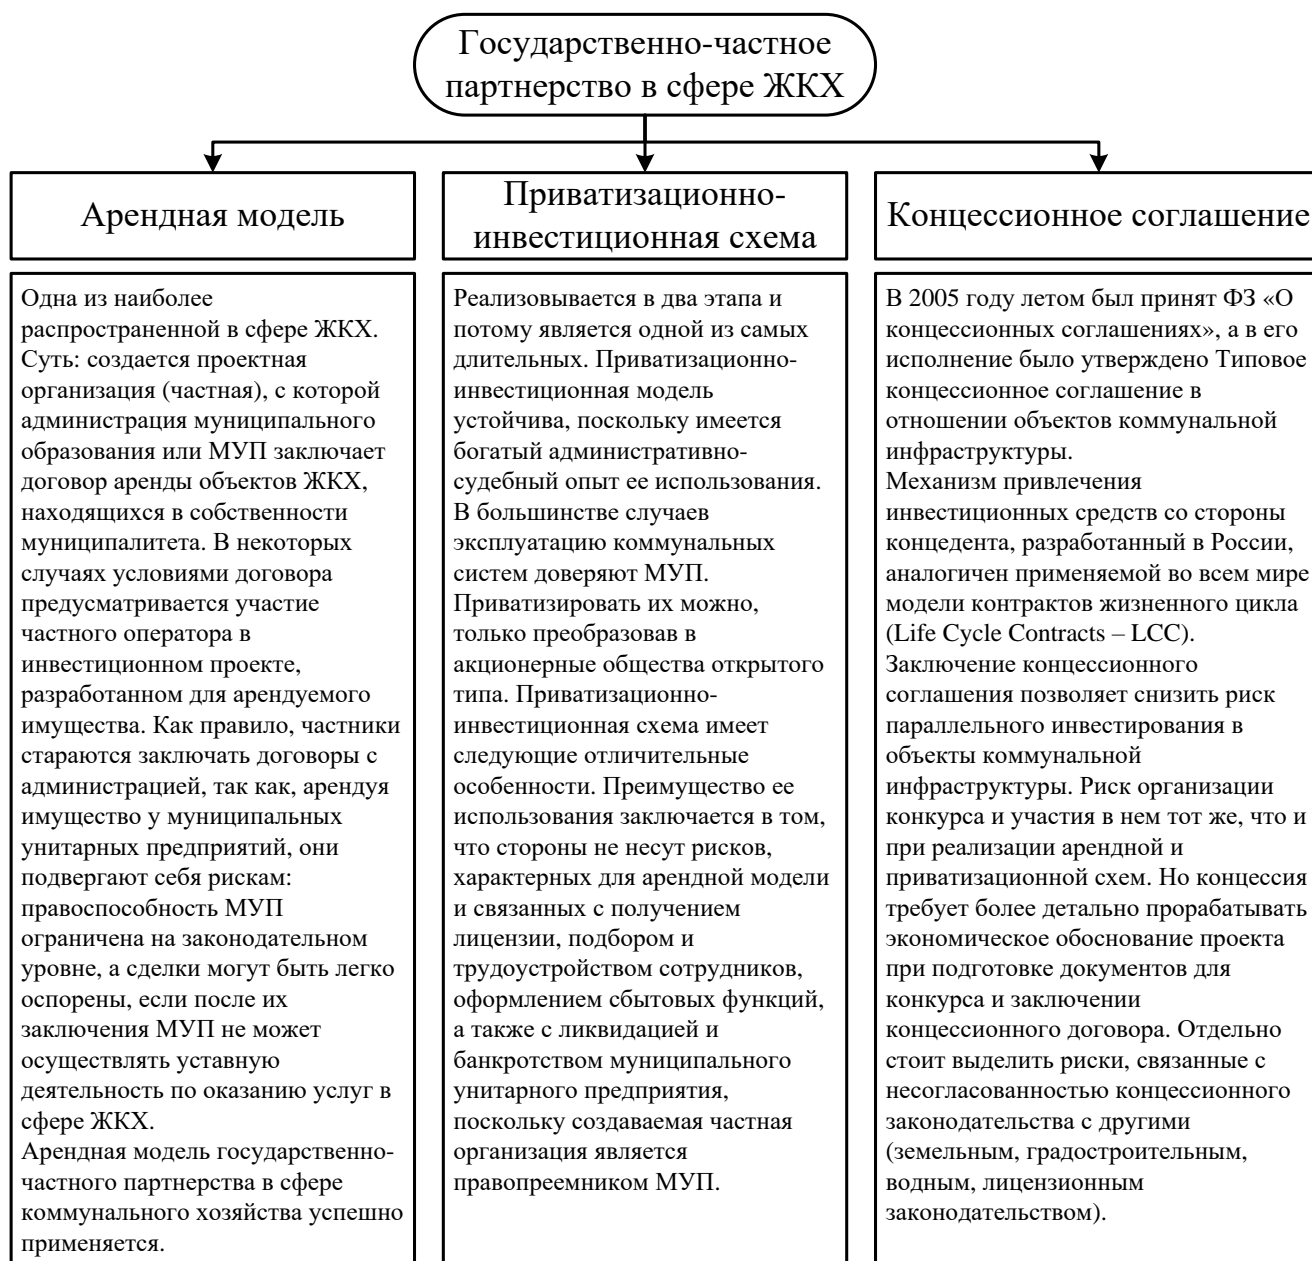 Государственно-частное
партнерство в сфере ЖКХ
Арендная модель
Приватизационно-
инвестиционная схема
Концессионное соглашение
Одна из наиболее
распространенной в сфере ЖКХ.
Суть: создается проектная
организация (частная), с которой
администрация муниципального
образования или МУП заключает
договор аренды объектов ЖКХ,
находящихся в собственности
муниципалитета. В некоторых
случаях условиями договора
предусматривается участие
частного оператора в
инвестиционном проекте,
разработанном для арендуемого
имущества. Как правило, частники
стараются заключать договоры с
администрацией, так как, арендуя
имущество у муниципальных
унитарных предприятий, они
подвергают себя рискам:
правоспособность МУП
ограничена на законодательном
уровне, а сделки могут быть легко
оспорены, если после их
заключения МУП не может
осуществлять уставную
деятельность по оказанию услуг в
сфере ЖКХ.
Арендная модель государственно-
частного партнерства в сфере
коммунального хозяйства успешно
применяется.
Реализовывается в два этапа и
потому является одной из самых
длительных. Приватизационно-
инвестиционная модель
устойчива, поскольку имеется
богатый административно-
судебный опыт ее использования.
В большинстве случаев
эксплуатацию коммунальных
систем доверяют МУП.
Приватизировать их можно,
только преобразовав в
акционерные общества открытого
типа. Приватизационно-
инвестиционная схема имеет
следующие отличительные
особенности. Преимущество ее
использования заключается в том,
что стороны не несут рисков,
характерных для арендной модели
и связанных с получением
лицензии, подбором и
трудоустройством сотрудников,
оформлением сбытовых функций,
а также с ликвидацией и
банкротством муниципального
унитарного предприятия,
поскольку создаваемая частная
организация является
правопреемником МУП.
В 2005 году летом был принят ФЗ «О
концессионных соглашениях», а в его
исполнение было утверждено Типовое
концессионное соглашение в
отношении объектов коммунальной
инфраструктуры.
Механизм привлечения
инвестиционных средств со стороны
концедента, разработанный в России,
аналогичен применяемой во всем мире
модели контрактов жизненного цикла
(Life Cycle Contracts – LCC).
Заключение концессионного
соглашения позволяет снизить риск
параллельного инвестирования в
объекты коммунальной
инфраструктуры. Риск организации
конкурса и участия в нем тот же, что и
при реализации арендной и
приватизационной схем. Но концессия
требует более детально прорабатывать
экономическое обоснование проекта
при подготовке документов для
конкурса и заключении
концессионного договора. Отдельно
стоит выделить риски, связанные с
несогласованностью концессионного
законодательства с другими
(земельным, градостроительным,
водным, лицензионным
законодательством).